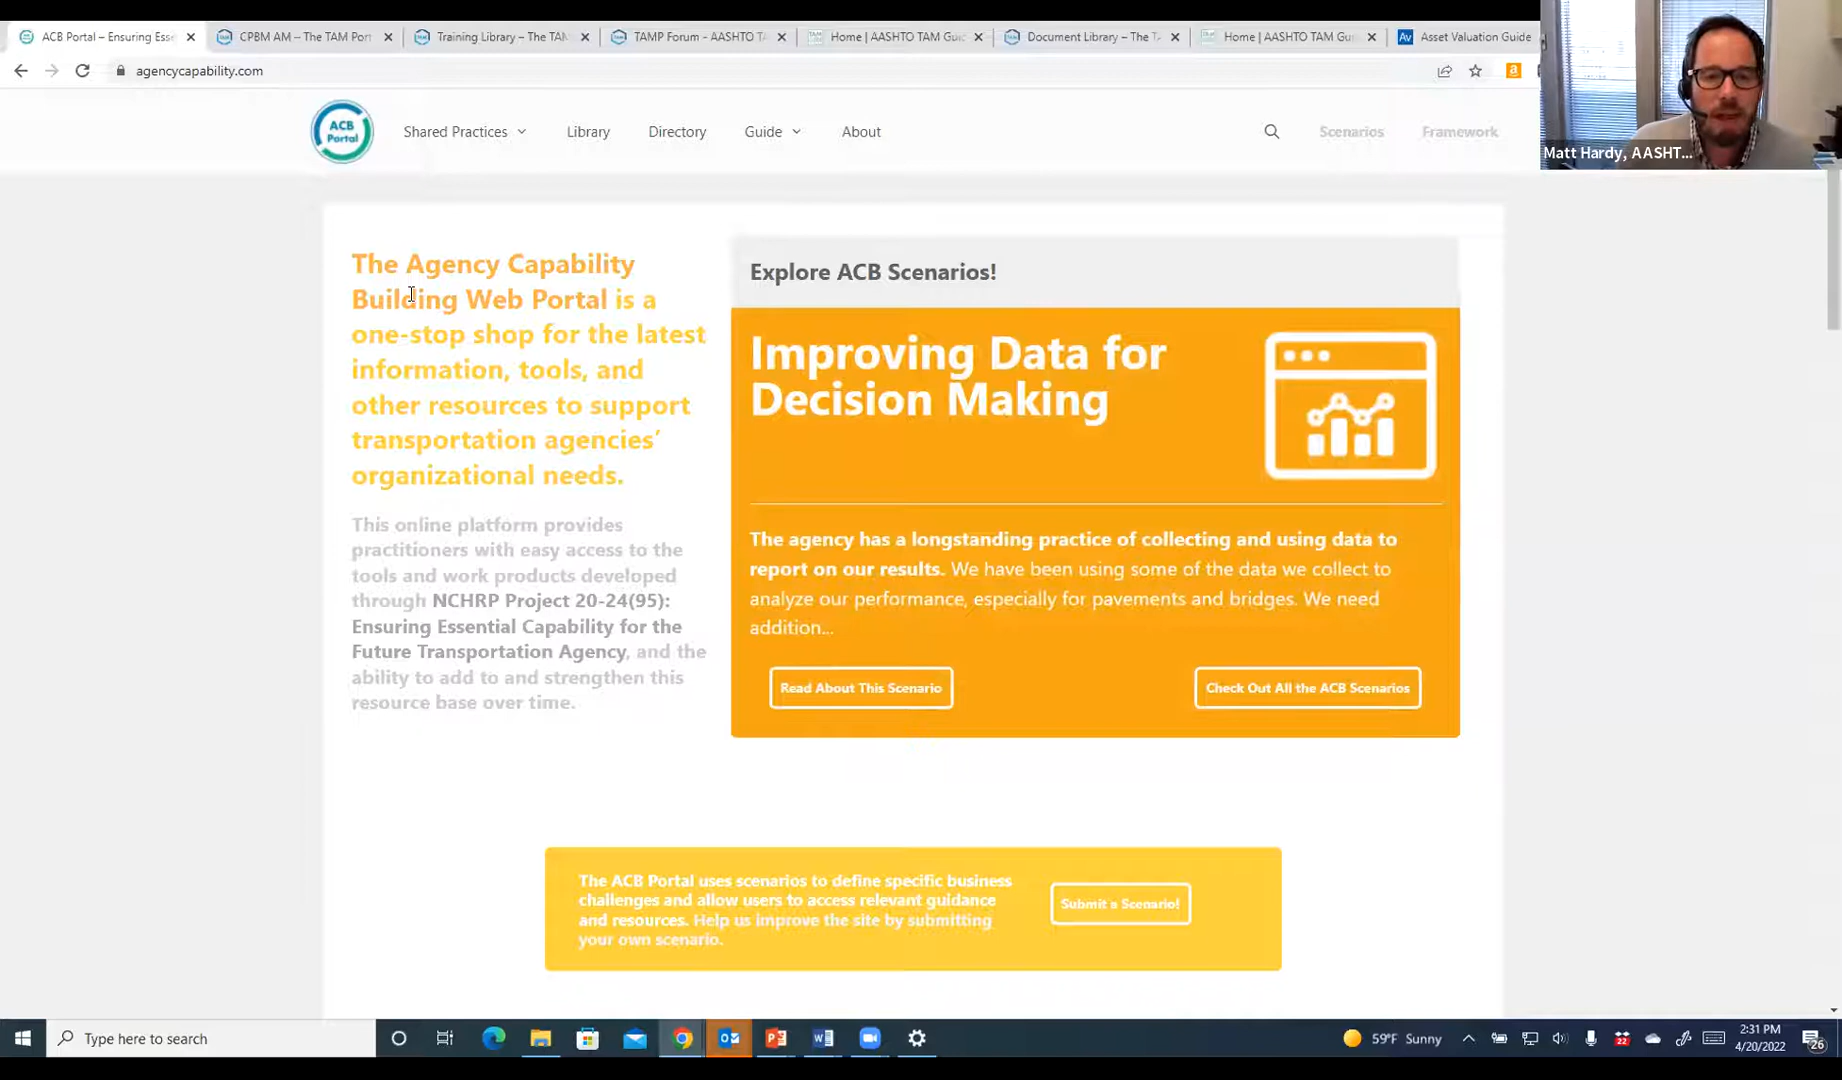 ACB Portal – Ensuring Esse
CPBM AM – The TAM Port
Training Library – The TAM
TAMP Forum - AASHTO T
Home | AASHTO TAM Guid
Document Library – The T
Home | AASHTO TAM Gui
Av
Asset Valuation Guide
agencycapability.com
Matt Hardy, AASHT...
ACB
Portal
Shared Practices
Library
Directory
Guide
About
Scenarios
Framework
The Agency Capability
Building Web Portal is a
one-stop shop for the latest
information, tools, and
other resources to support
transportation agencies’
organizational needs.
This online platform provides
practitioners with easy access to the
tools and work products developed
through NCHRP Project 20-24(95):
Ensuring Essential Capability for the
Future Transportation Agency, and the
ability to add to and strengthen this
resource base over time.
Explore ACB Scenarios!
Improving Data for
Decision Making
The agency has a longstanding practice of collecting and using data to
report on our results. We have been using some of the data we collect to
analyze our performance, especially for pavements and bridges. We need
addition...
Read About This Scenario
Check Out All the ACB Scenarios
The ACB Portal uses scenarios to define specific business
challenges and allow users to access relevant guidance
and resources. Help us improve the site by submitting
your own scenario.
Submit a Scenario!
Type here to search
59°F Sunny
22
2:31 PM
4/20/2022
26